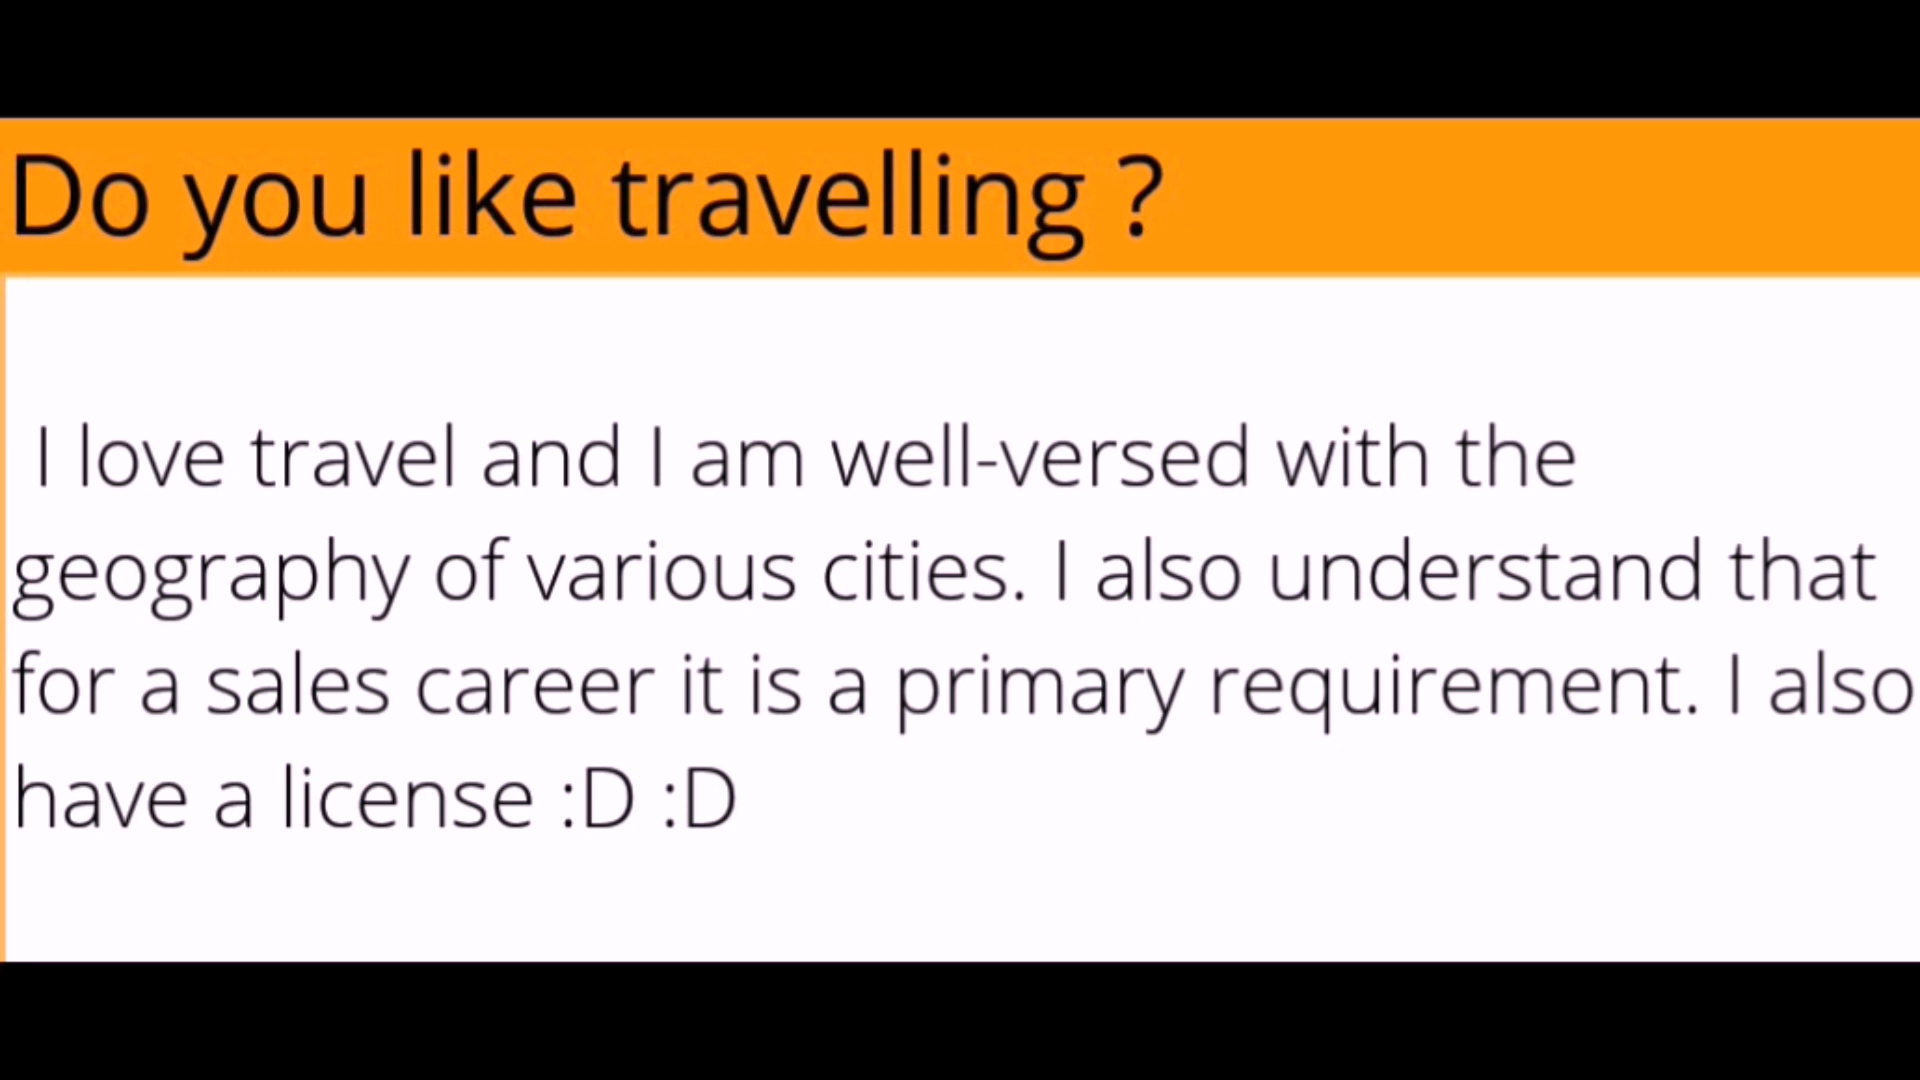 Do you like travelling ?
I love travel and I am well-versed with the
geography of various cities. I also understand that
for a sales career it is a primary requirement. I also
have a license :D :D